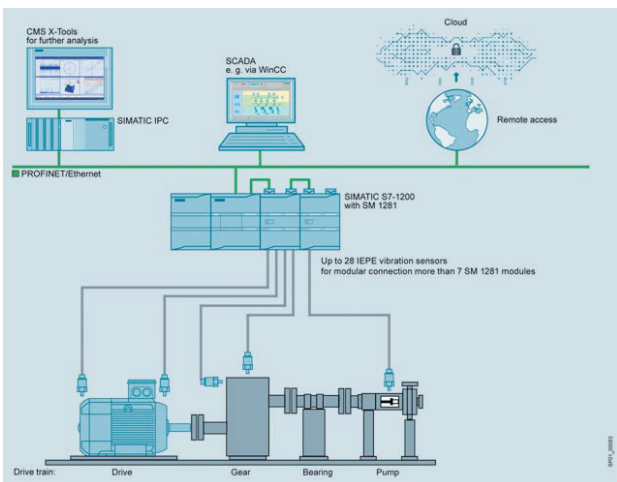 CMS X-Tools
for further analysis
SIMATIC IPC
SCADA
e. g. via WinCC
Cloud
Remote access
PROFINET/Ethernet
SIMATIC S7-1200
with SM 1281
Up to 28 IEPE vibration sensors
for modular connection more than 7 SM 1281 modules
Drive train:
Drive
Gear
Bearing
Pump
SP01_00083